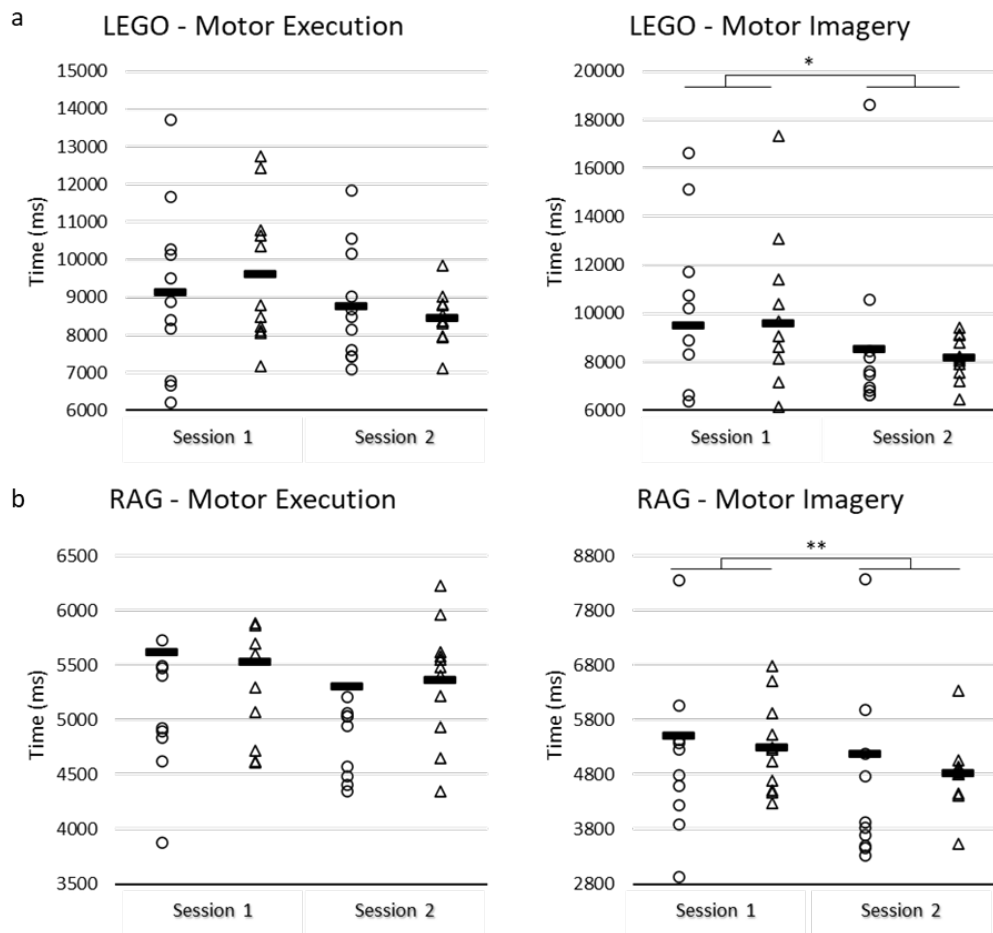 a
LEGO - Motor Execution
15000
14000
13000
12000
11000
10000
9000
8000
7000
6000
Time (ms)
Session 1
Session 2
LEGO - Motor Imagery
20000
18000
16000
14000
12000
10000
8000
6000
Time (ms)
*
Session 1
Session 2
b
RAG - Motor Execution
6500
6000
5500
5000
4500
4000
3500
Time (ms)
Session 1
Session 2
RAG - Motor Imagery
8800
7800
6800
5800
4800
3800
2800
Time (ms)
**
Session 1
Session 2